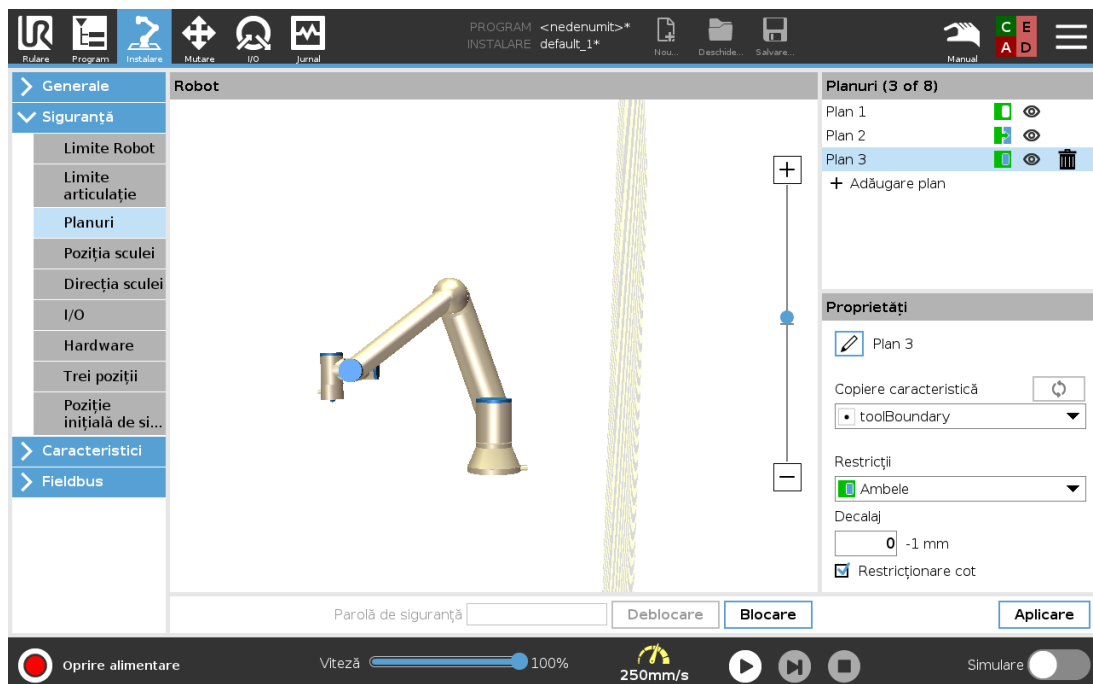 PROGRAM <nedenumit>*
INSTALARE default_1*
Rulare
Program
Instalare
Mutare
I/O
Jurnal
Nou...
Deschide...
Salvare...
Manual
C E
A D
Generale
Siguranță
Limite Robot
Limite
articulație
Planuri
Poziția sculei
Direcția sculei
I/O
Hardware
Trei poziții
Poziție
inițială de si...
Caracteristici
Fieldbus
Robot
Planuri (3 of 8)
Plan 1
Plan 2
Plan 3
+ Adăugare plan
Proprietăți
Plan 3
Copiere caracteristică
toolBoundary
Restricții
Ambele
Decalaj
0 -1 mm
Restricționare cot
Parolă de siguranță
Deblocare
Blocare
Aplicare
Oprire alimentare
Viteză
100%
250mm/s
Simulare